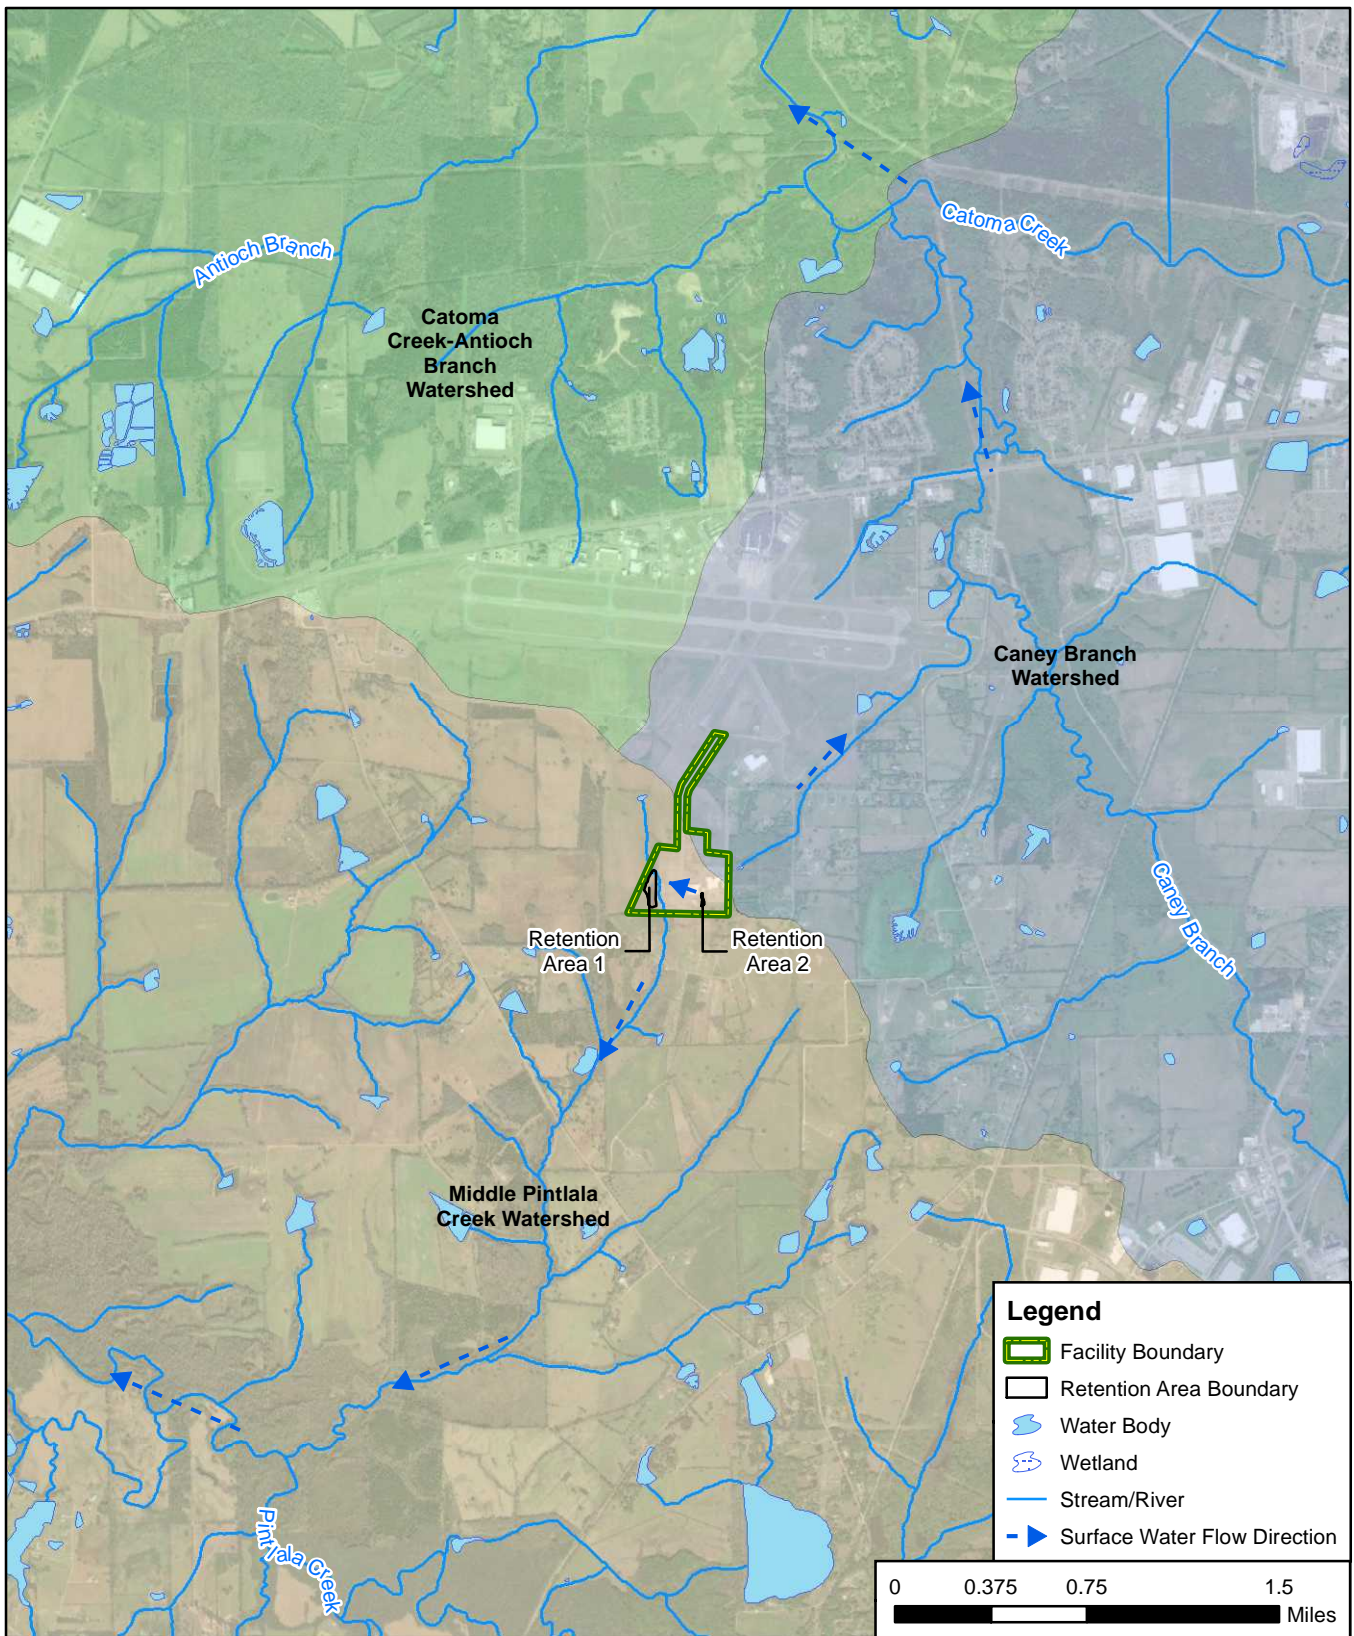 Catoma Creek
Antioch Branch
Catoma
Creek-Antioch
Branch
Watershed
Caney Branch
Watershed
Caney Branch
Retention
Area 1
Retention
Area 2
Middle Pintlala
Creek Watershed
Pintlala Creek
Legend
Facility Boundary
Retention Area Boundary
Water Body
Wetland
Stream/River
Surface Water Flow Direction
0 0.375 0.75 1.5
Miles